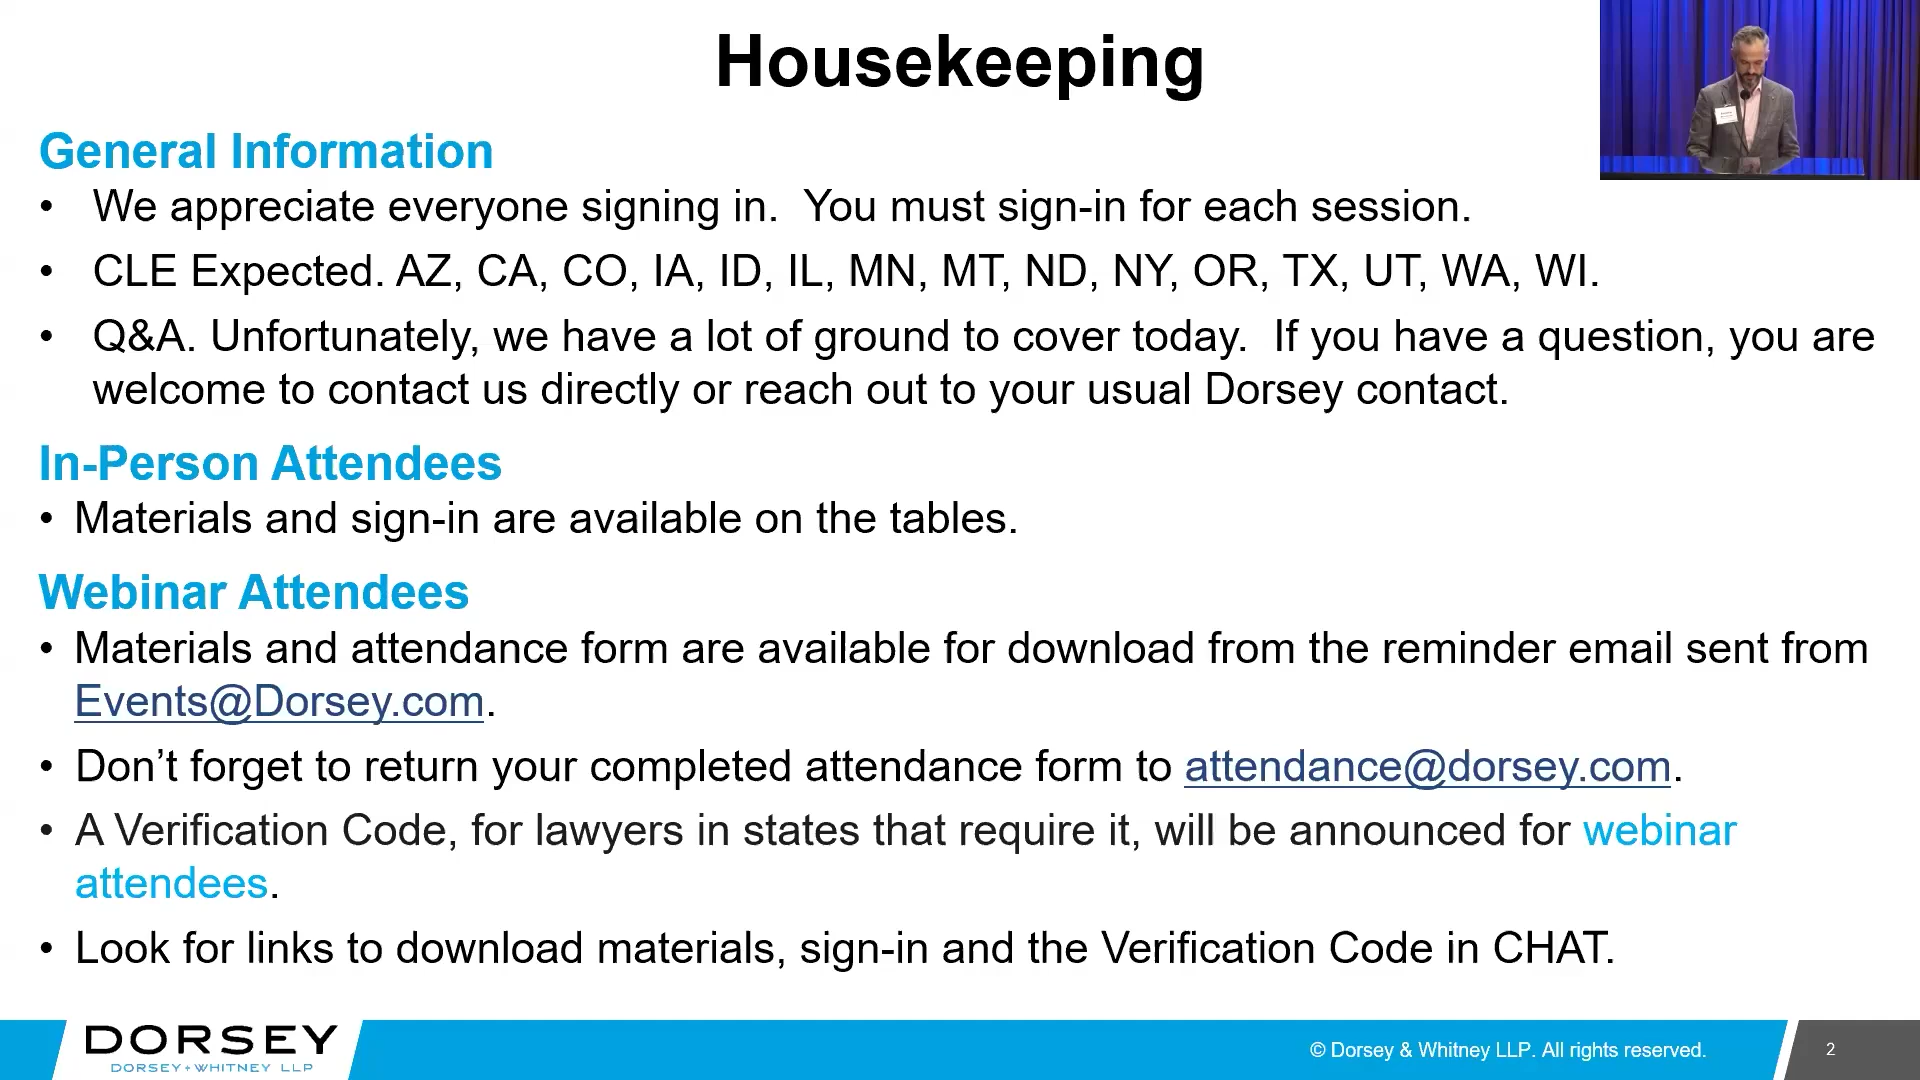 Housekeeping
General Information
• We appreciate everyone signing in.  You must sign-in for each session.
• CLE Expected. AZ, CA, CO, IA, ID, IL, MN, MT, ND, NY, OR, TX, UT, WA, WI.
• Q&A. Unfortunately, we have a lot of ground to cover today.  If you have a question, you are
welcome to contact us directly or reach out to your usual Dorsey contact.
In-Person Attendees
• Materials and sign-in are available on the tables.
Webinar Attendees
• Materials and attendance form are available for download from the reminder email sent from
Events@Dorsey.com.
• Don’t forget to return your completed attendance form to attendance@dorsey.com.
• A Verification Code, for lawyers in states that require it, will be announced for webinar
attendees.
• Look for links to download materials, sign-in and the Verification Code in CHAT.
DORSEY
DORSEY + WHITNEY LLP
© Dorsey & Whitney LLP. All rights reserved.
2